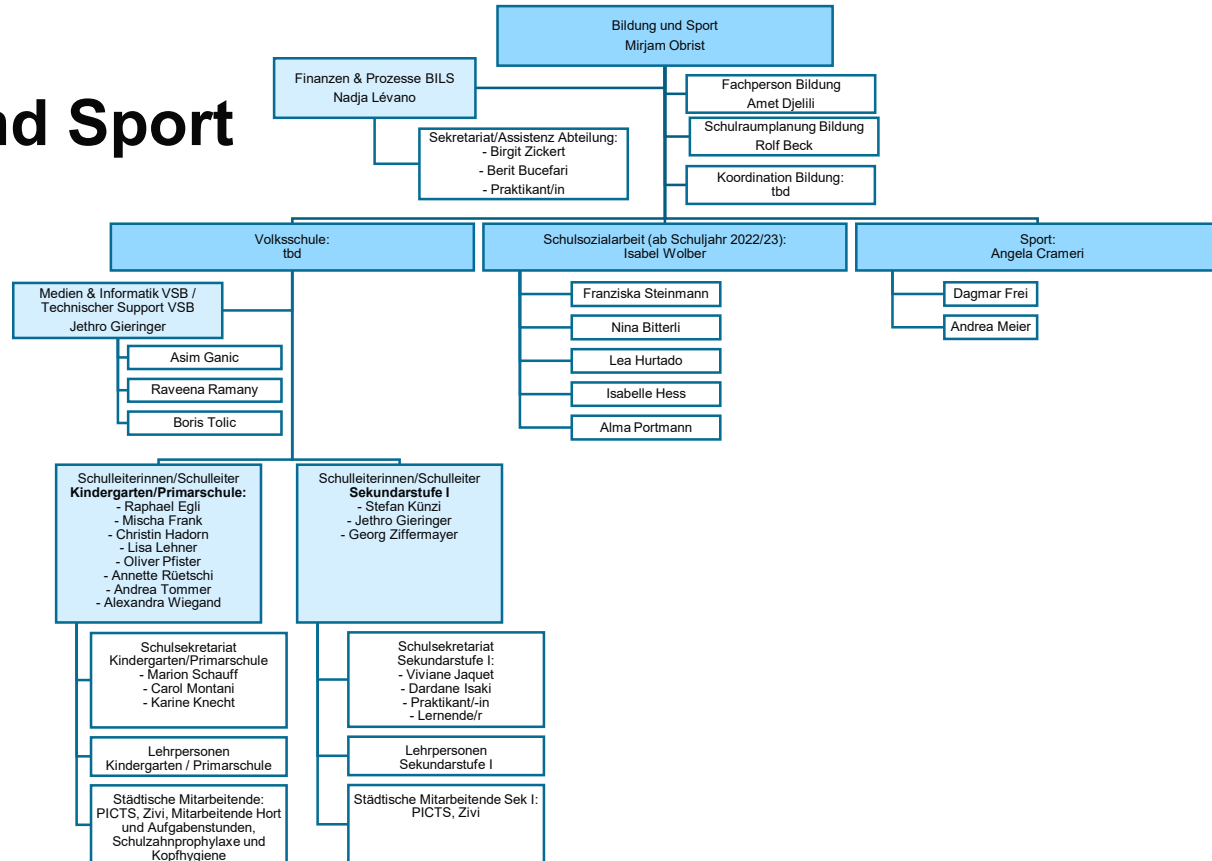 nd Sport
Bildung und Sport
Mirjam Obrist
Finanzen & Prozesse BILS
Nadja Lévano
Fachperson Bildung
Amet Djelili
Sekretariat/Assistenz Abteilung:
- Birgit Zickert
- Berit Bucefari
- Praktikant/in
Schulraumplanung Bildung
Rolf Beck
Koordination Bildung:
tbd
Volksschule:
tbd
Schulsozialarbeit (ab Schuljahr 2022/23):
Isabel Wolber
Sport:
Angela Crameri
Medien & Informatik VSB /
Technischer Support VSB
Jethro Gieringer
Asim Ganic
Raveena Ramany
Boris Tolic
Franziska Steinmann
Nina Bitterli
Lea Hurtado
Isabelle Hess
Alma Portmann
Dagmar Frei
Andrea Meier
Schulleiterinnen/Schulleiter
Kindergarten/Primarschule:
- Raphael Egli
- Mischa Frank
- Christin Hadorn
- Lisa Lehner
- Oliver Pfister
- Annette Rüetschi
- Andrea Tommer
- Alexandra Wiegand
Schulleiterinnen/Schulleiter
Sekundarstufe I
- Stefan Künzi
- Jethro Gieringer
- Georg Ziffermayer
Schulsekretariat
Kindergarten/Primarschule
- Marion Schauff
- Carol Montani
- Karine Knecht
Lehrpersonen
Kindergarten / Primarschule
Städtische Mitarbeitende:
PICTS, Zivi, Mitarbeitende Hort
und Aufgabenstunden,
Schulzahnprophylaxe und
Kopfhygiene
Schulsekretariat
Sekundarstufe I:
- Viviane Jaquet
- Dardane Isaki
- Praktikant/-in
- Lernende/r
Lehrpersonen
Sekundarstufe I
Städtische Mitarbeitende Sek I:
PICTS, Zivi